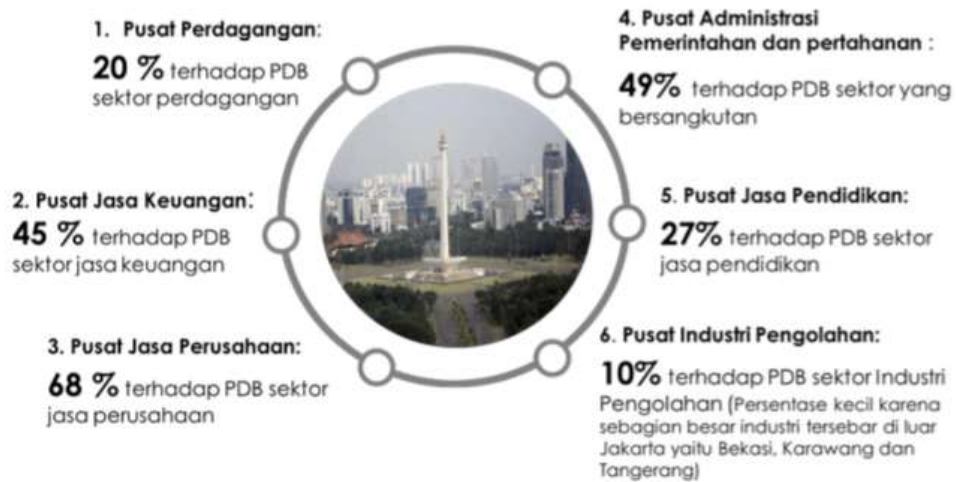 1. Pusat Perdagangan:
20 % terhadap PDB
sektor perdagangan
2. Pusat Jasa Keuangan:
45 % terhadap PDB
sektor jasa keuangan
3. Pusat Jasa Perusahaan:
68 % terhadap PDB sektor
jasa perusahaan
4. Pusat Administrasi
Pemerintahan dan pertahanan :
49% terhadap PDB sektor yang
bersangkutan
5. Pusat Jasa Pendidikan:
27% terhadap PDB sektor
jasa pendidikan
6. Pusat Industri Pengolahan:
10% terhadap PDB sektor Industri
Pengolahan (Persentase kecil karena
sebagian besar industri tersebar di luar
Jakarta yaitu Bekasi, Karawang dan
Tangerang)